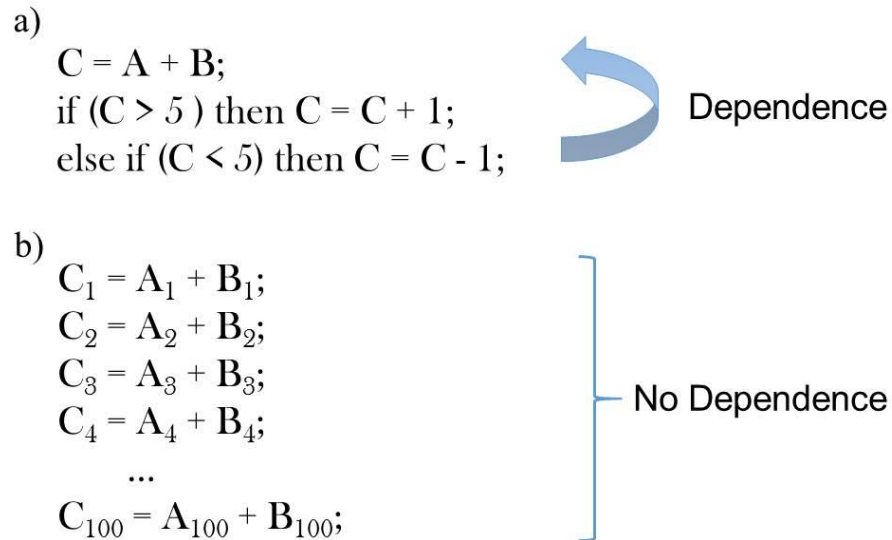 a)
C = A + B;
if (C > 5 ) then C = C + 1;
else if (C < 5) then C = C - 1;
Dependence
b)
C₁ = A₁ + B₁;
C₂ = A₂ + B₂;
C₃ = A₃ + B₃;
C₄ = A₄ + B₄;
...
C₁₀₀ = A₁₀₀ + B₁₀₀;
No Dependence